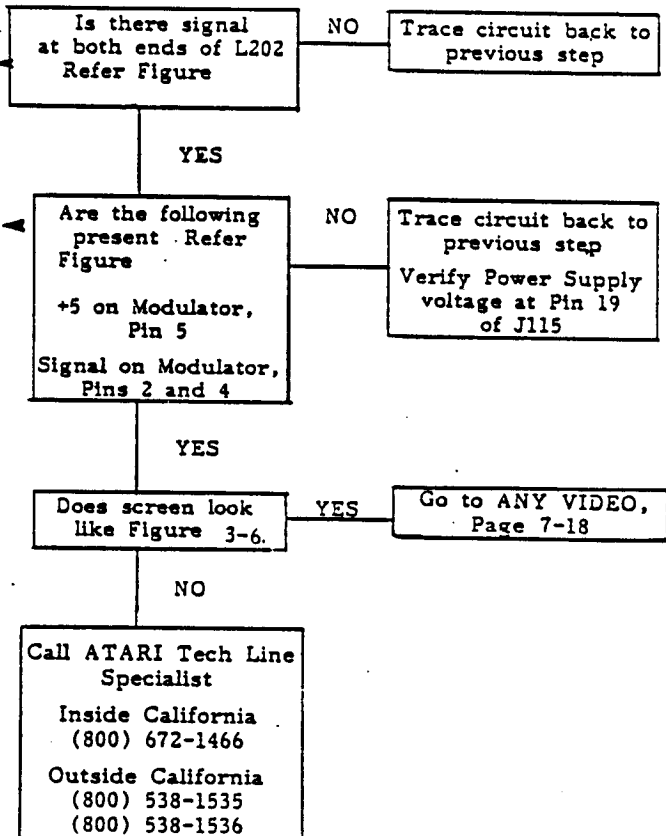 Is there signal
at both ends of L202
Refer Figure
NO
Trace circuit back to
previous step
YES
Are the following
present Refer
Figure
+5 on Modulator,
Pin 5
Signal on Modulator,
Pins 2 and 4
NO
Trace circuit back to
previous step
Verify Power Supply
voltage at Pin 19
of J115
YES
Does screen look
like Figure 3-6.
YES
Go to ANY VIDEO,
Page 7-18
NO
Call ATARI Tech Line
Specialist
Inside California
(800) 672-1466
Outside California
(800) 538-1535
(800) 538-1536